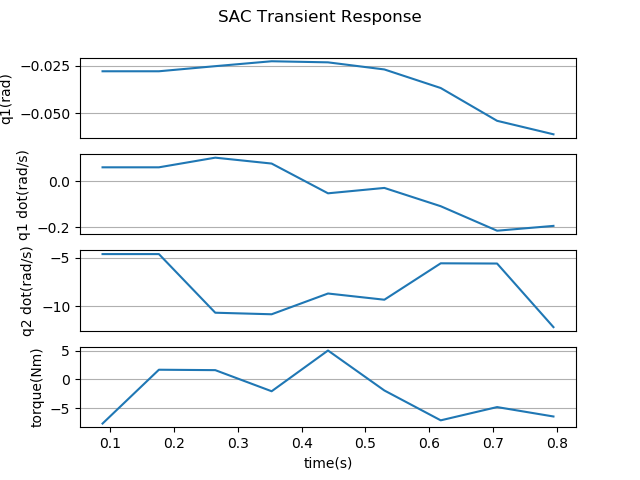 SAC Transient Response
q1(rad)
−0.025
−0.050
q1 dot(rad/s)
0.0
−0.2
q2 dot(rad/s)
−5
−10
torque(Nm)
5
0
−5
0.1 0.2 0.3 0.4 0.5 0.6 0.7 0.8
time(s)